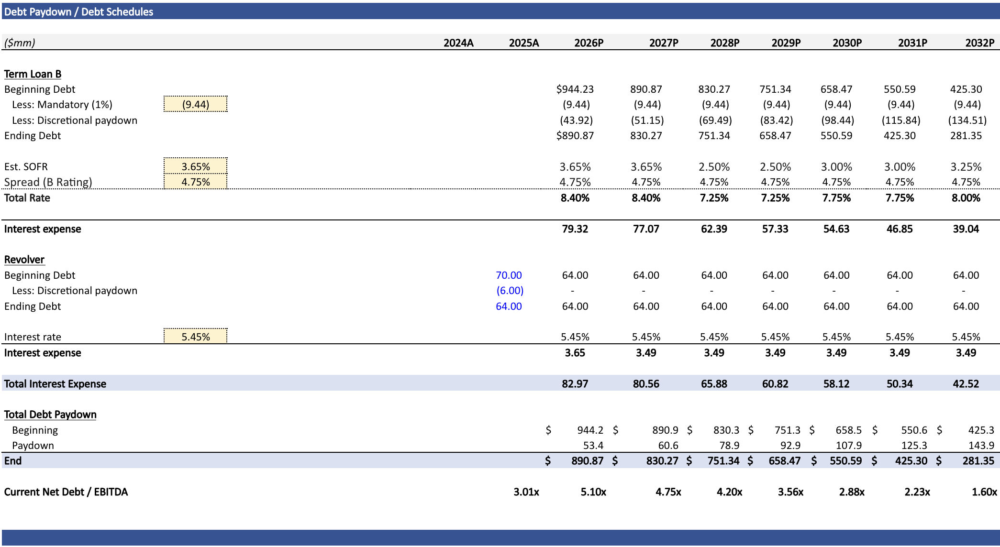 Debt Paydown / Debt Schedules
($mm) 2024A 2025A 2026P 2027P 2028P 2029P 2030P 2031P 2032P
Term Loan B
Beginning Debt $944.23 890.87 830.27 751.34 658.47 550.59 425.30
Less: Mandatory (1%) (9.44) (9.44) (9.44) (9.44) (9.44) (9.44) (9.44) (9.44)
Less: Discretional paydown (43.92) (51.15) (69.49) (83.42) (98.44) (115.84) (134.51)
Ending Debt $890.87 830.27 751.34 658.47 550.59 425.30 281.35
Est. SOFR 3.65% 3.65% 3.65% 2.50% 2.50% 3.00% 3.00% 3.25%
Spread (B Rating) 4.75% 4.75% 4.75% 4.75% 4.75% 4.75% 4.75% 4.75%
Total Rate 8.40% 8.40% 7.25% 7.25% 7.75% 7.75% 8.00%
Interest expense 79.32 77.07 62.39 57.33 54.63 46.85 39.04
Revolver
Beginning Debt 70.00 64.00 64.00 64.00 64.00 64.00 64.00 64.00
Less: Discretional paydown (6.00) - - - - - - -
Ending Debt 64.00 64.00 64.00 64.00 64.00 64.00 64.00 64.00
Interest rate 5.45% 5.45% 5.45% 5.45% 5.45% 5.45% 5.45% 5.45%
Interest expense 3.65 3.49 3.49 3.49 3.49 3.49 3.49
Total Interest Expense 82.97 80.56 65.88 60.82 58.12 50.34 42.52
Total Debt Paydown
Beginning $ 944.2 $ 890.9 $ 830.3 $ 751.3 $ 658.5 $ 550.6 $ 425.3
Paydown 53.4 60.6 78.9 92.9 107.9 125.3 143.9
End $ 890.87 $ 830.27 $ 751.34 $ 658.47 $ 550.59 $ 425.30 $ 281.35
Current Net Debt / EBITDA 3.01x 5.10x 4.75x 4.20x 3.56x 2.88x 2.23x 1.60x